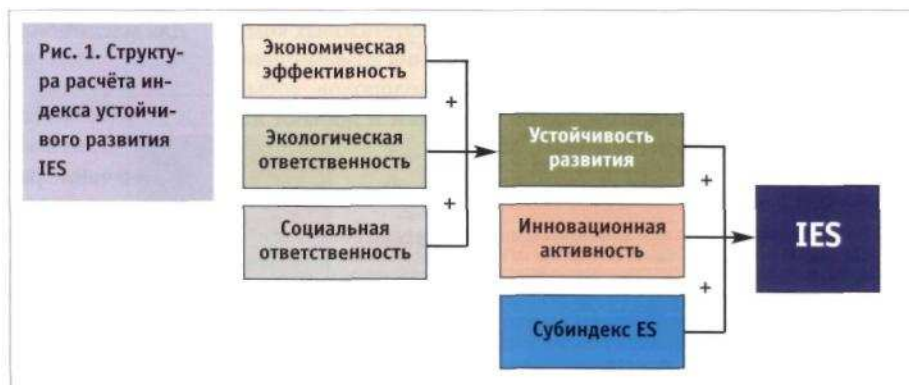 Рис. 1. Структу-
ра расчёта ин-
декса устойчи-
вого развития
IES
Экономическая
эффективность
+
Экологическая
ответственность
+
Социальная
ответственность
Устойчивость
развития
+
Инновационная
активность
+
Субиндекс ES
IES